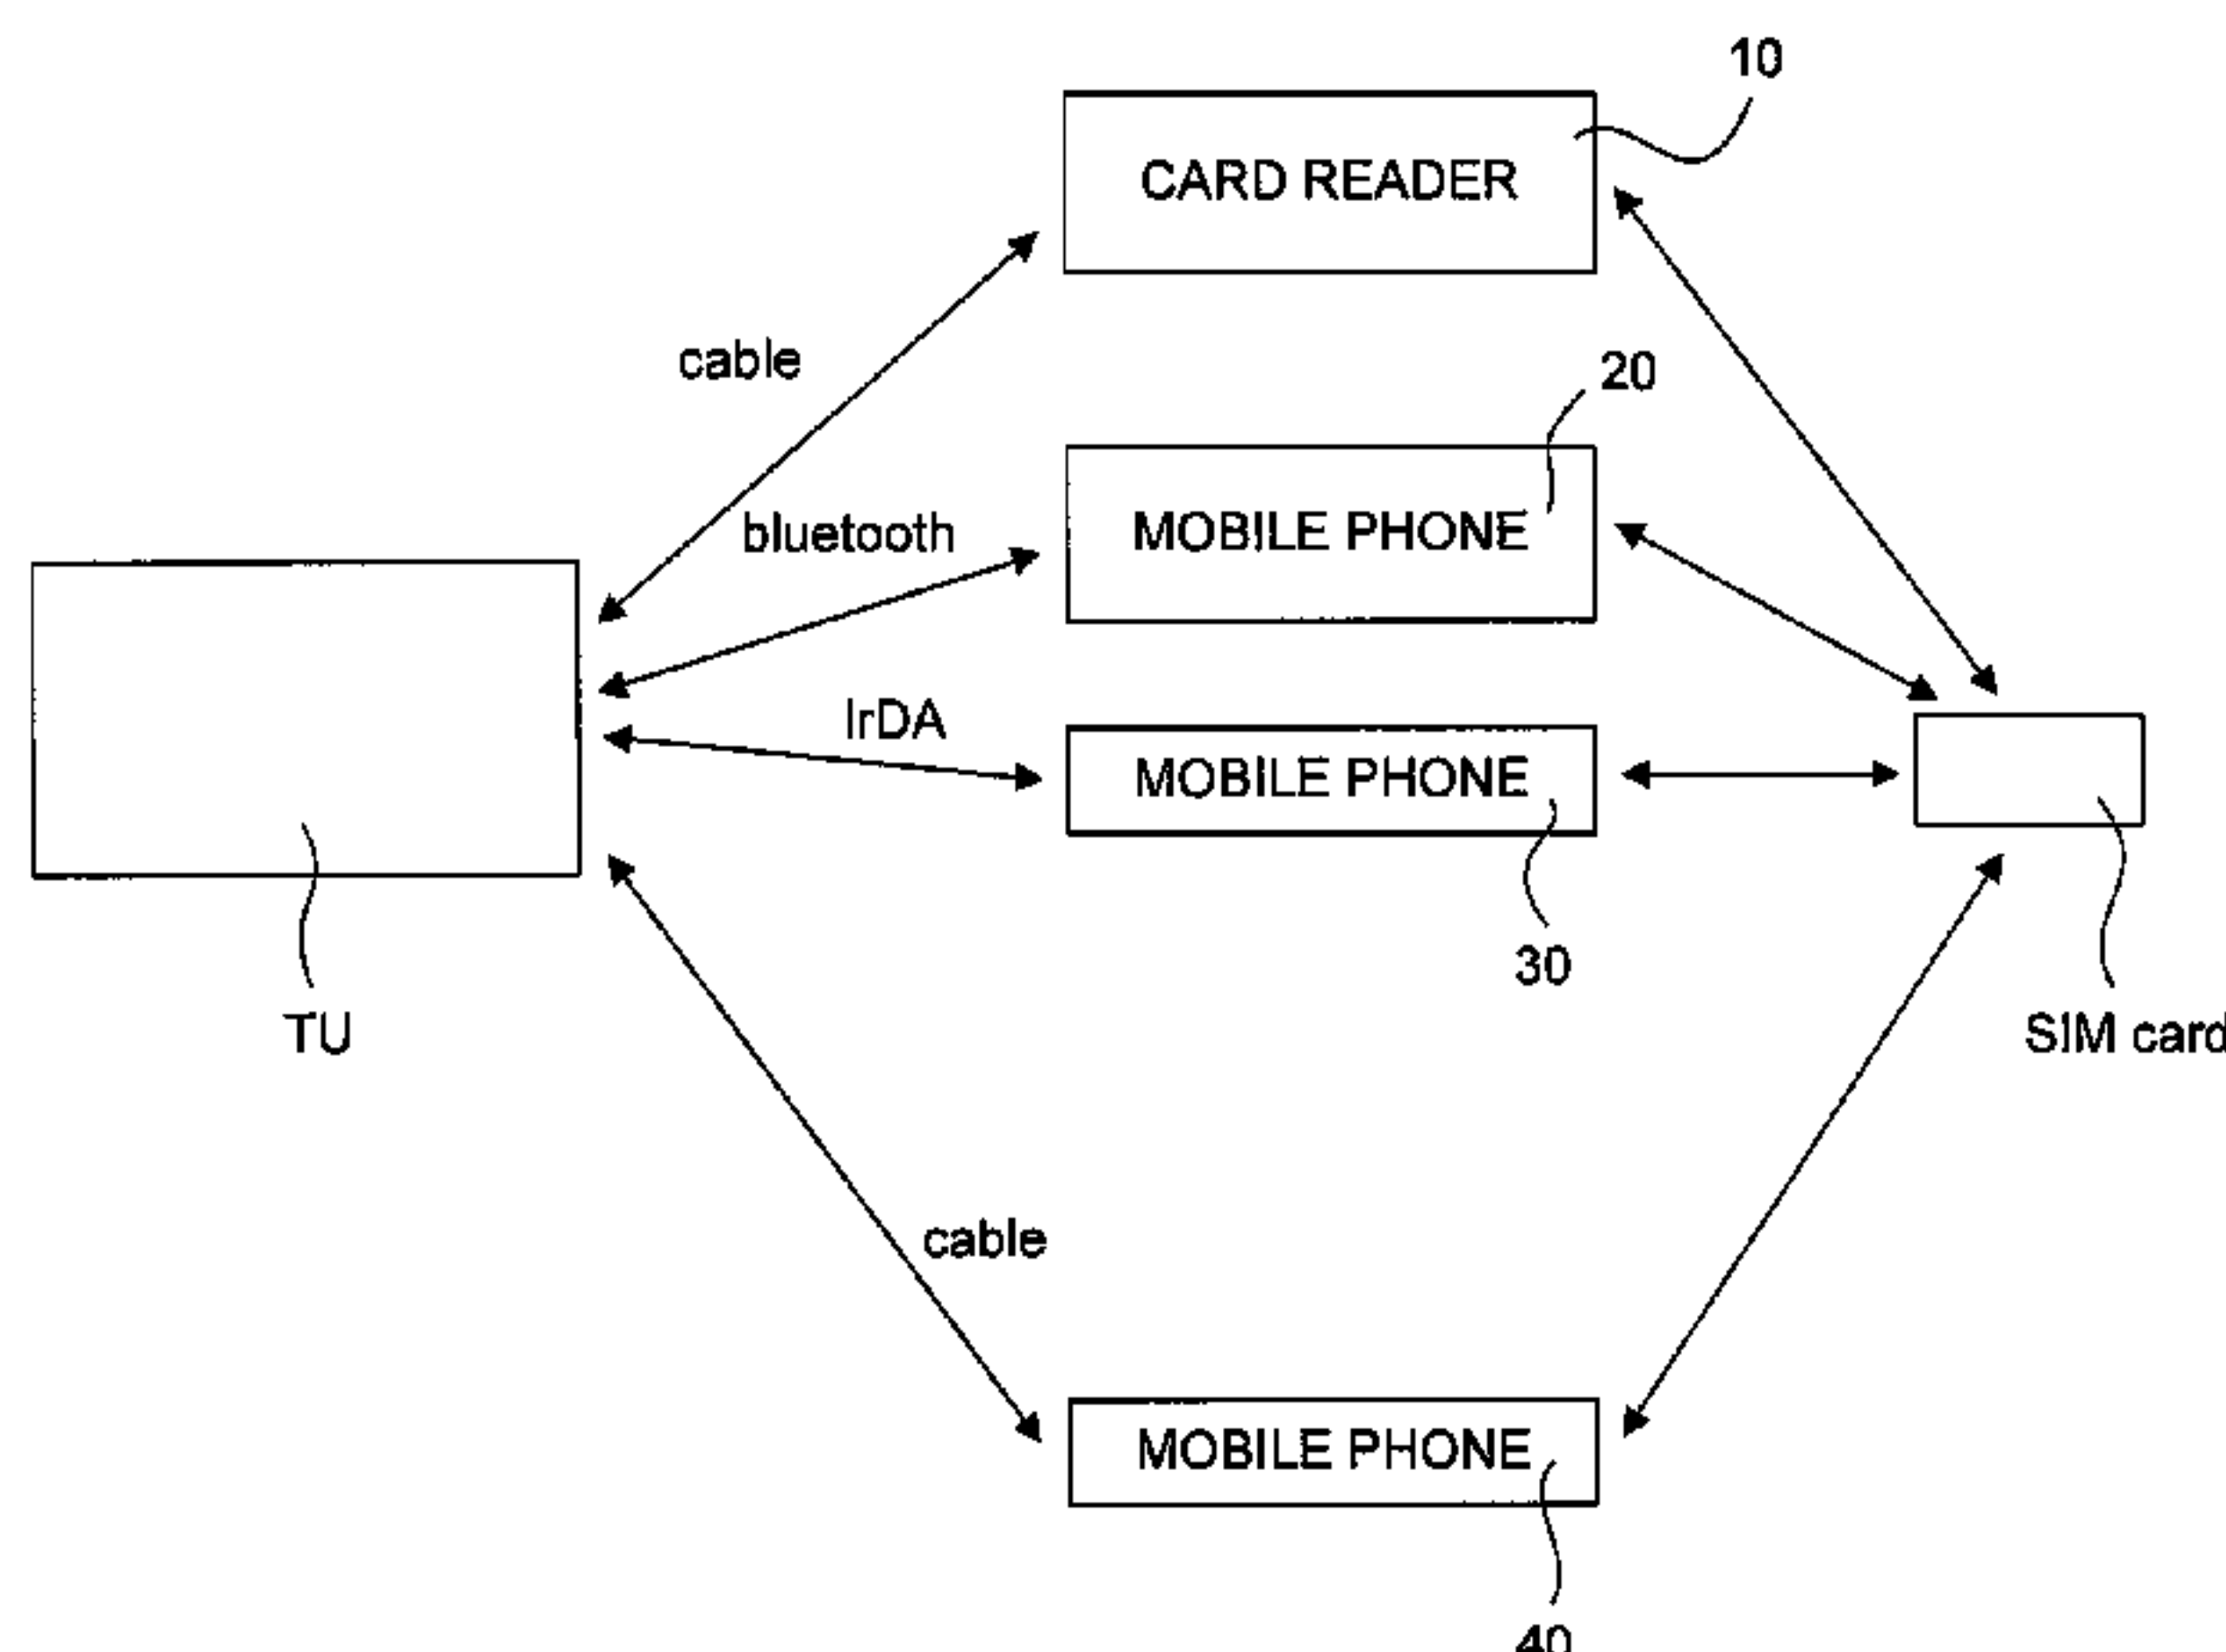 10
CARD READER
cable
20
bluetooth
MOBILE PHONE
IrDA
MOBILE PHONE
30
TU
SIM card
cable
MOBILE PHONE
40